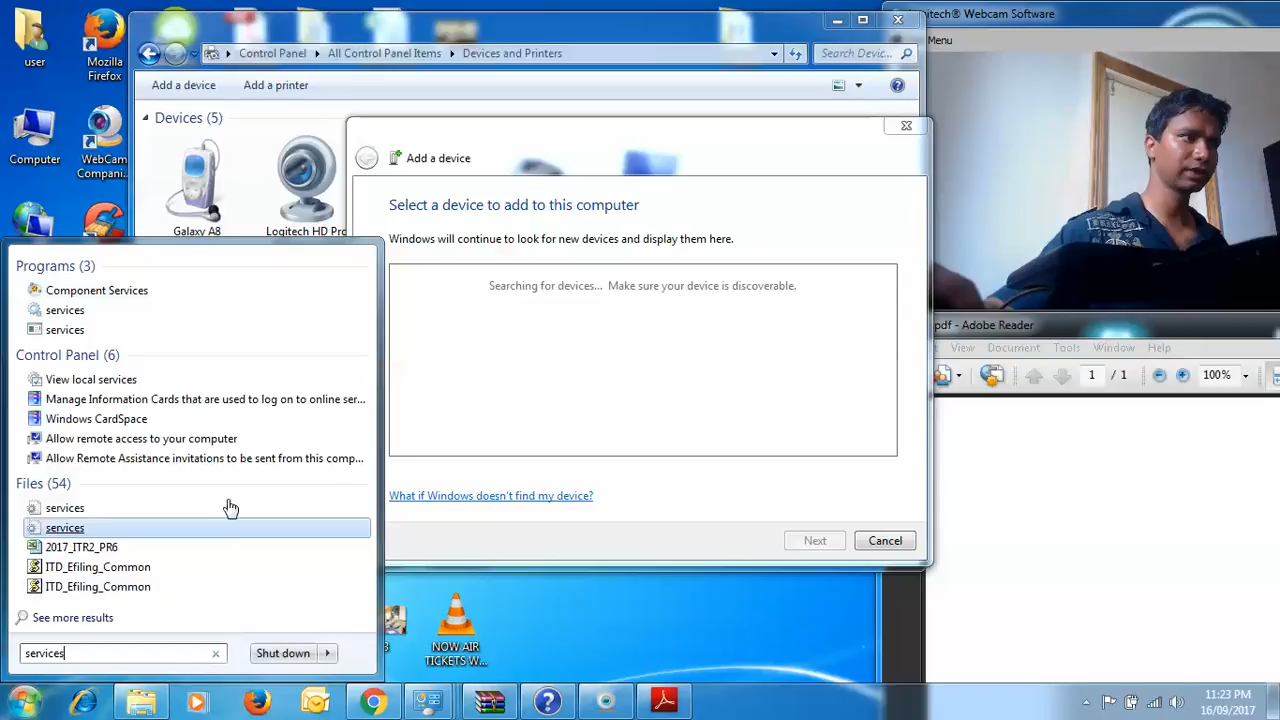 user
Mozilla
Firefox
Computer
WebCam
Compani...
Control Panel
All Control Panel Items
Devices and Printers
Search Devic...
Add a device
Add a printer
Devices (5)
Galaxy A8
Logitech HD Pro
Add a device
Select a device to add to this computer
Windows will continue to look for new devices and display them here.
Searching for devices... Make sure your device is discoverable.
What if Windows doesn't find my device?
Next
Cancel
Programs (3)
Component Services
services
services
Control Panel (6)
View local services
Manage Information Cards that are used to log on to online ser...
Windows CardSpace
Allow remote access to your computer
Allow Remote Assistance invitations to be sent from this comp...
Files (54)
services
services
2017_ITR2_PR6
ITD_Efiling_Common
ITD_Efiling_Common
See more results
services
Shut down
NOW AIR
TICKETS W...
Webcam Software
Menu
pdf - Adobe Reader
View Document Tools Window Help
1 / 1 100%
11:23 PM
16/09/2017